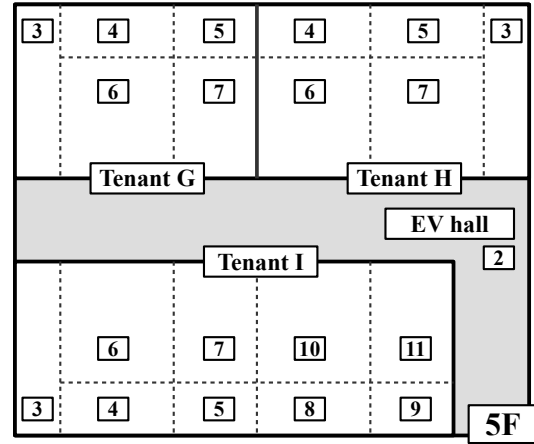 3 4 5 4 5 3
6 7 6 7
Tenant G Tenant H
EV hall
Tenant I 2
6 7 10 11
3 4 5 8 9
5F